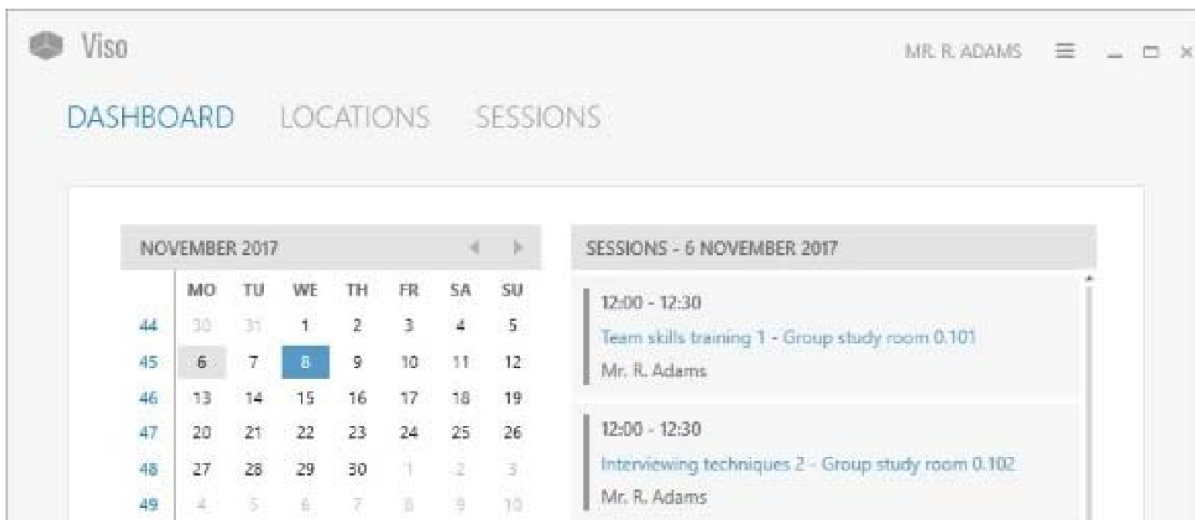 Viso
MR. R. ADAMS
DASHBOARD LOCATIONS SESSIONS
NOVEMBER 2017
MO TU WE TH FR SA SU
44 30 31 1 2 3 4 5
45 6 7 8 9 10 11 12
46 13 14 15 16 17 18 19
47 20 21 22 23 24 25 26
48 27 28 29 30 1 2 3
49 4 5 6 7 8 9 10
SESSIONS - 6 NOVEMBER 2017
12:00 - 12:30
Team skills training 1 - Group study room 0.101
Mr. R. Adams
12:00 - 12:30
Interviewing techniques 2 - Group study room 0.102
Mr. R. Adams